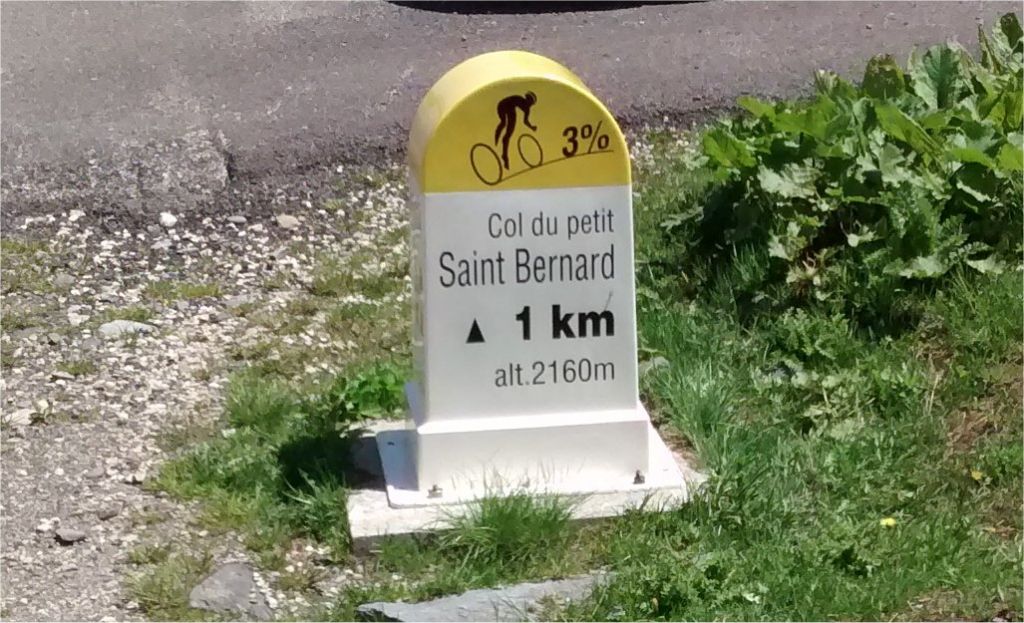 3%
Col du petit
Saint Bernard
▲ 1 km
alt.2160m